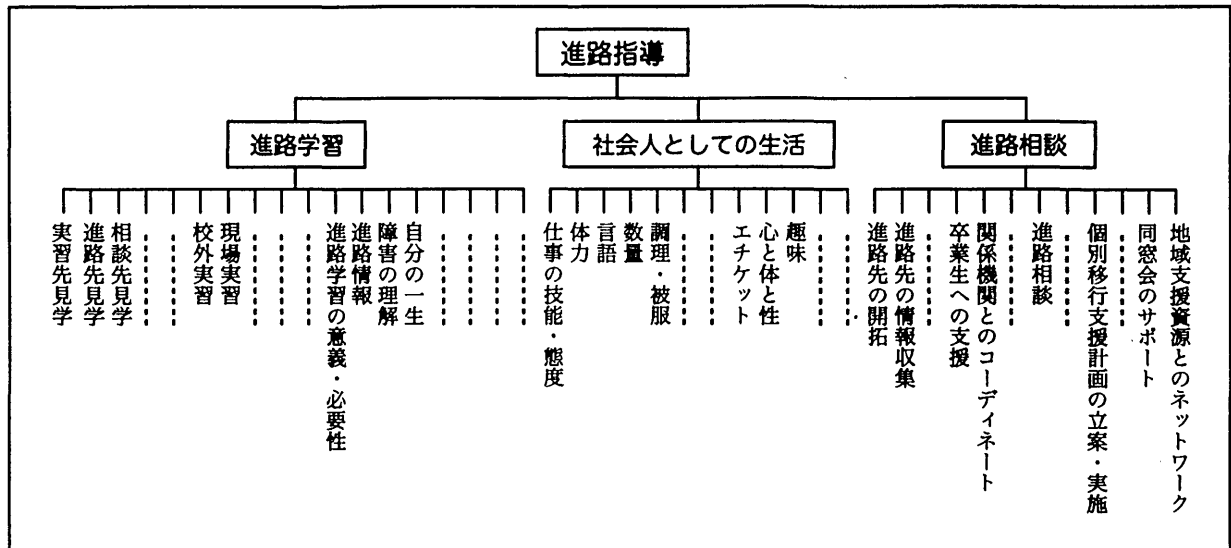 進路指導
進路学習
社会人としての生活
進路相談
実習先見学
進路先見学
相談先見学
校外実習
現場実習
進路学習の意義・必要性
進路情報
障害の理解
自分の一生
仕事の技能・態度
体力
言語
数量
調理・被服
エチケット
心と体と性
趣味
進路先の開拓
進路先の情報収集
卒業生への支援
関係機関とのコーディネート
進路相談
個別移行支援計画の立案・実施
同窓会のサポート
地域支援資源とのネットワーク